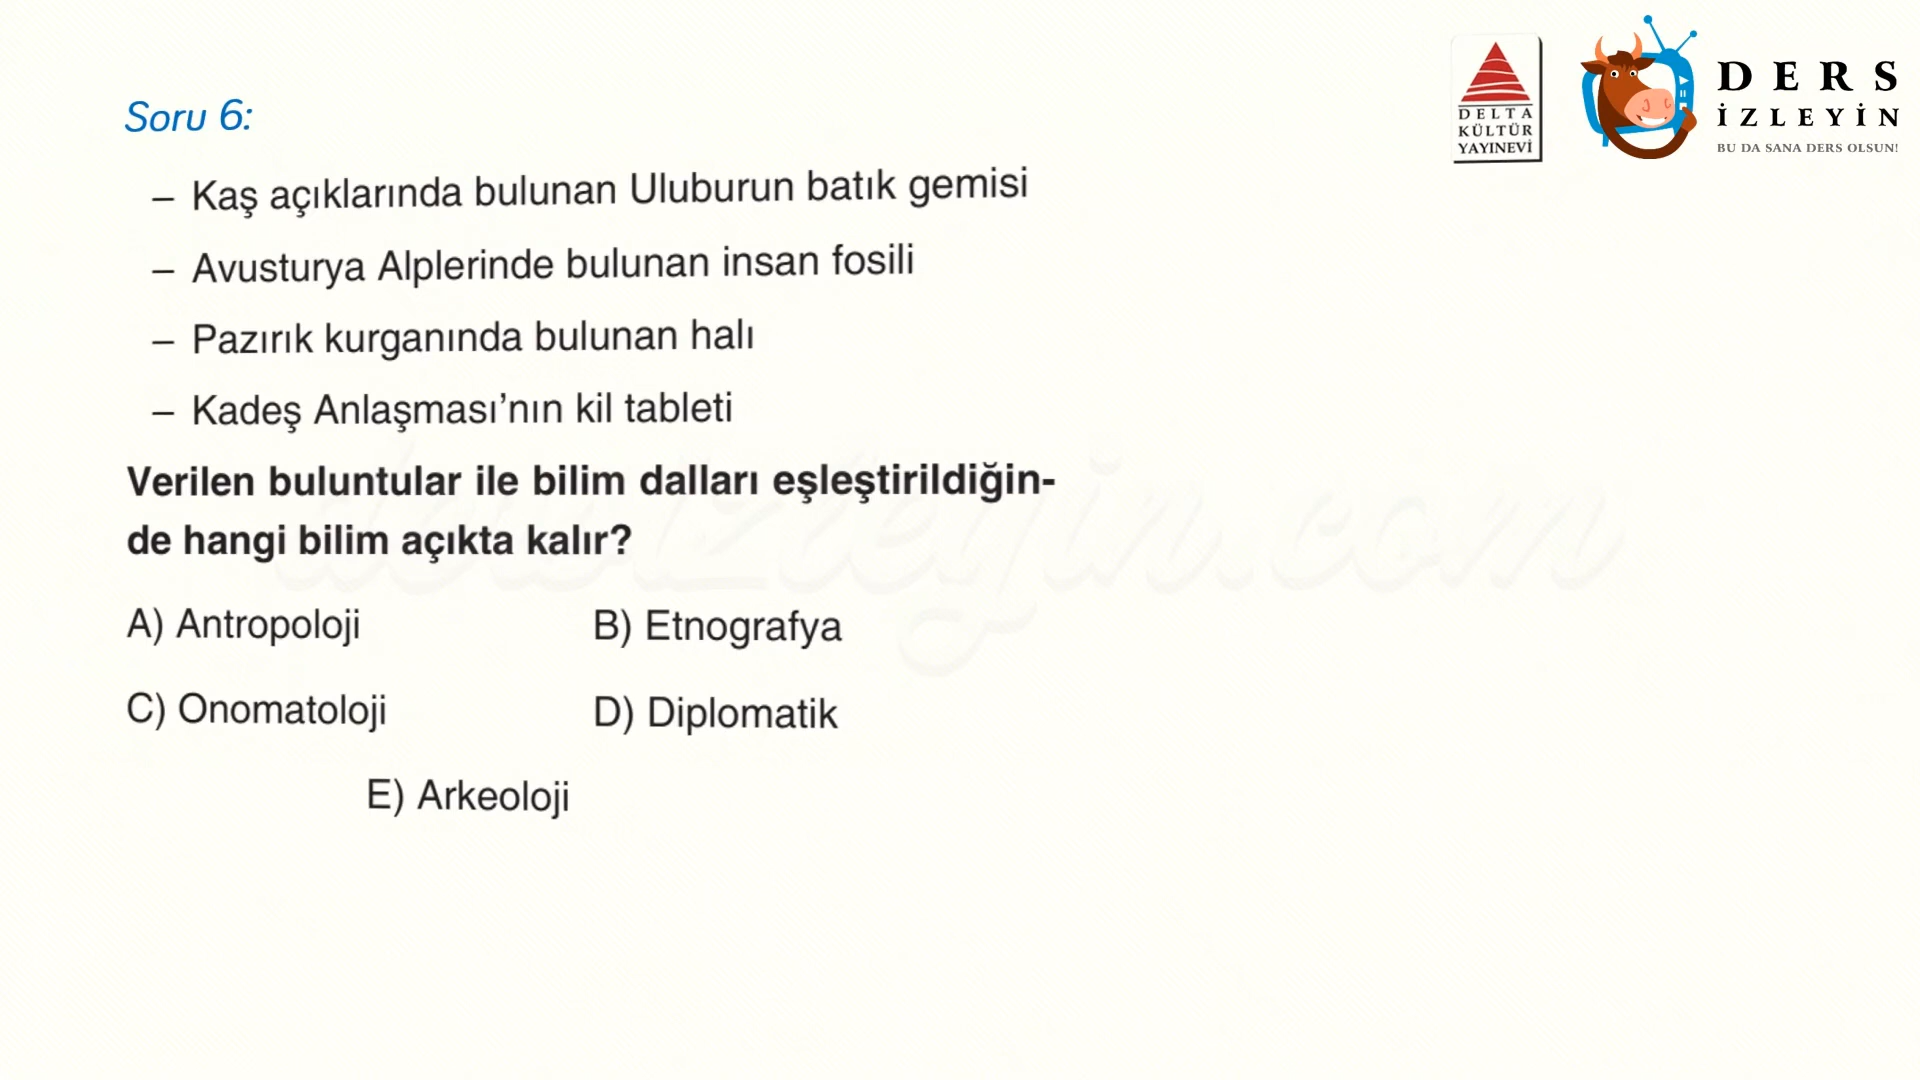 DELTA
KÜLTÜR
YAYINEVİ
DERS
İZLEYİN
BU DA SANA DERS OLSUN!
Soru 6:
– Kaş açıklarında bulunan Uluburun batık gemisi
– Avusturya Alplerinde bulunan insan fosili
– Pazırık kurganında bulunan halı
– Kadeş Anlaşması’nın kil tableti
Verilen buluntular ile bilim dalları eşleştirildiğin-
de hangi bilim açıkta kalır?
A) Antropoloji B) Etnografya
C) Onomatoloji D) Diplomatik
E) Arkeoloji
dersizleyin.com